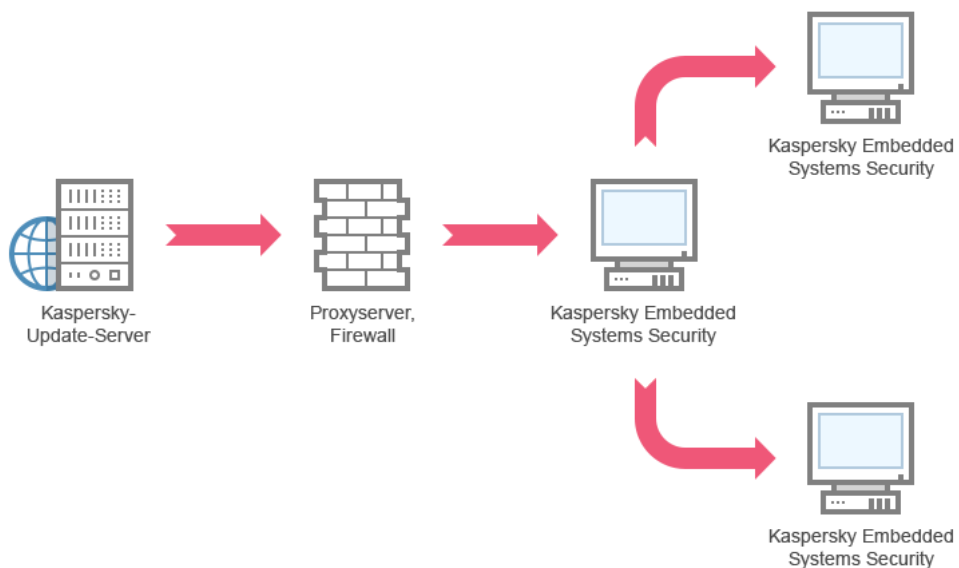 Kaspersky-
Update-Server
Proxyserver,
Firewall
Kaspersky Embedded
Systems Security
Kaspersky Embedded
Systems Security
Kaspersky Embedded
Systems Security